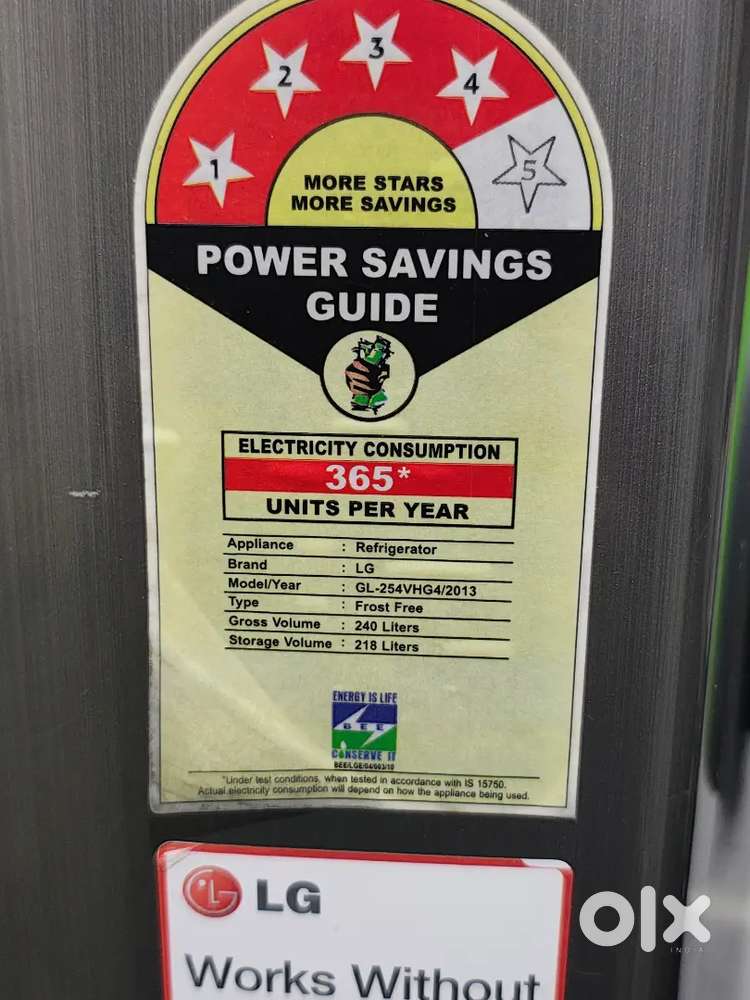 1 2 3 4 5
MORE STARS
MORE SAVINGS
POWER SAVINGS
GUIDE
ELECTRICITY CONSUMPTION
365*
UNITS PER YEAR
Appliance : Refrigerator
Brand : LG
Model/Year : GL-254VHG4/2013
Type : Frost Free
Gross Volume : 240 Liters
Storage Volume : 218 Liters
ENERGY IS LIFE
BEE
CONSERVE IT
*Under test conditions, when tested in accordance with IS 15750.
Actual electricity consumption will depend on how the appliance being used.
LG
Works Without
olx
INDIA